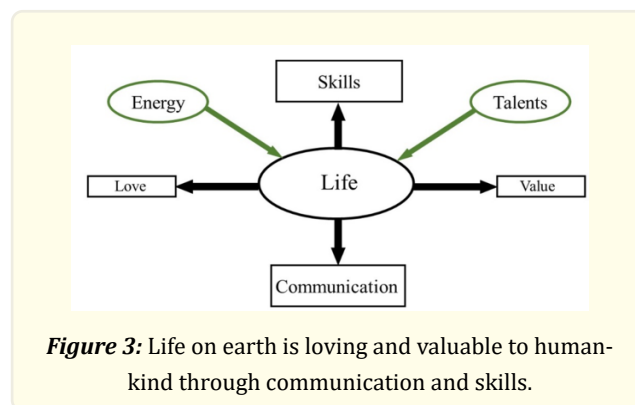 Skills
Energy
Talents
Life
Love
Value
Communication
Figure 3: Life on earth is loving and valuable to human-
kind through communication and skills.